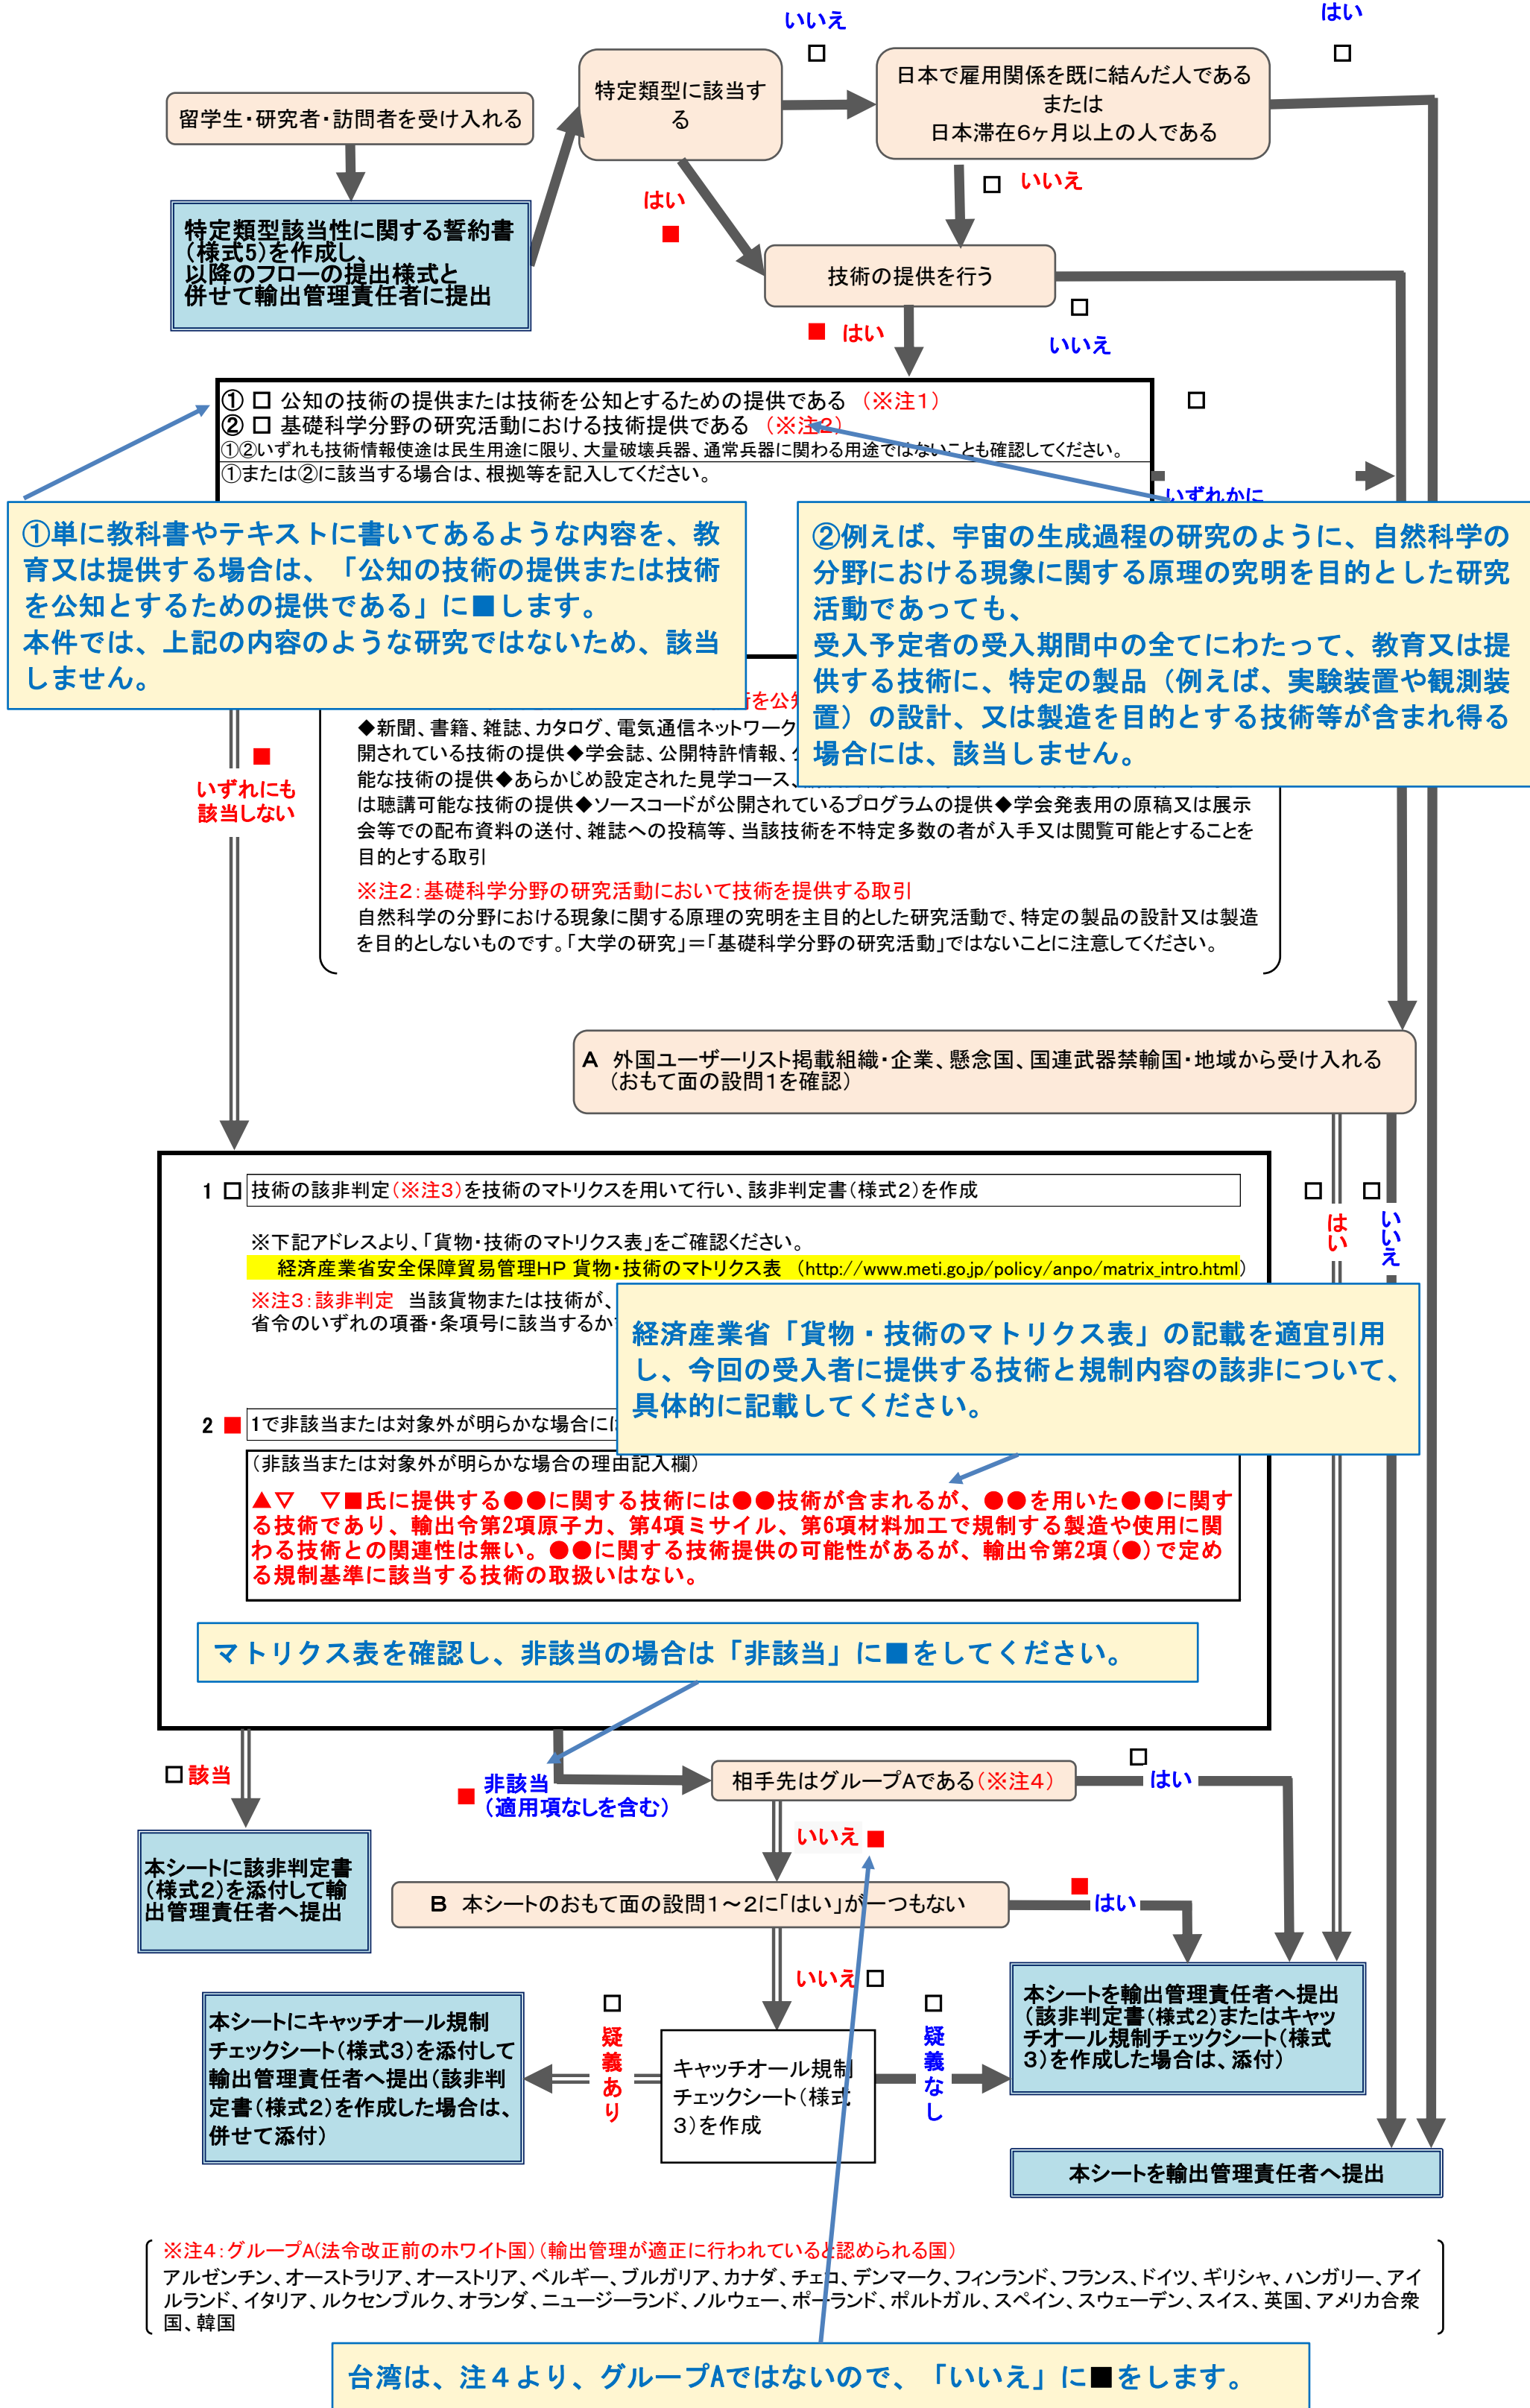 いいえ
□
はい
□
留学生・研究者・訪問者を受け入れる
特定類型に該当す
る
日本で雇用関係を既に結んだ人である
または
日本滞在6ヶ月以上の人である
特定類型該当性に関する誓約書
(様式5)を作成し、
以降のフローの提出様式と
併せて輸出管理責任者に提出
はい
■
□ いいえ
技術の提供を行う
■ はい
□
いいえ
① □ 公知の技術の提供または技術を公知とするための提供である (※注1)
② □ 基礎科学分野の研究活動における技術提供である (※注2)
①②いずれも技術情報使途は民生用途に限り、大量破壊兵器、通常兵器に関わる用途ではないことも確認してください。
①または②に該当する場合は、根拠等を記入してください。
□
いずれかに
①単に教科書やテキストに書いてあるような内容を、教
育又は提供する場合は、「公知の技術の提供または技術
を公知とするための提供である」に■します。
本件では、上記の内容のような研究ではないため、該当
しません。
②例えば、宇宙の生成過程の研究のように、自然科学の
分野における現象に関する原理の究明を目的とした研究
活動であっても、
受入予定者の受入期間中の全てにわたって、教育又は提
供する技術に、特定の製品(例えば、実験装置や観測装
置)の設計、又は製造を目的とする技術等が含まれ得る
場合には、該当しません。
■
いずれにも
該当しない
を公
◆新聞、書籍、雑誌、カタログ、電気通信ネットワーク
開されている技術の提供◆学会誌、公開特許情報、
能な技術の提供◆あらかじめ設定された見学コース、
は聴講可能な技術の提供◆ソースコードが公開されているプログラムの提供◆学会発表用の原稿又は展示
会等での配布資料の送付、雑誌への投稿等、当該技術を不特定多数の者が入手又は閲覧可能とすることを
目的とする取引
※注2:基礎科学分野の研究活動において技術を提供する取引
自然科学の分野における現象に関する原理の究明を主目的とした研究活動で、特定の製品の設計又は製造
を目的としないものです。「大学の研究」=「基礎科学分野の研究活動」ではないことに注意してください。
A 外国ユーザーリスト掲載組織・企業、懸念国、国連武器禁輸国・地域から受け入れる
(おもて面の設問1を確認)
□ はい
□ いいえ
1 □ 技術の該非判定(※注3)を技術のマトリクスを用いて行い、該非判定書(様式2)を作成
※下記アドレスより、「貨物・技術のマトリクス表」をご確認ください。
経済産業省安全保障貿易管理HP 貨物・技術のマトリクス表 (http://www.meti.go.jp/policy/anpo/matrix_intro.html)
※注3:該非判定 当該貨物または技術が、
省令のいずれの項番・条項号に該当するか
経済産業省「貨物・技術のマトリクス表」の記載を適宜引用
し、今回の受入者に提供する技術と規制内容の該非について、
具体的に記載してください。
2 ■ 1で非該当または対象外が明らかな場合に
(非該当または対象外が明らかな場合の理由記入欄)
▲▽ ▽■氏に提供する●●に関する技術には●●技術が含まれるが、●●を用いた●●に関す
る技術であり、輸出令第2項原子力、第4項ミサイル、第6項材料加工で規制する製造や使用に関
わる技術との関連性は無い。●●に関する技術提供の可能性があるが、輸出令第2項(●)で定め
る規制基準に該当する技術の取扱いはない。
マトリクス表を確認し、非該当の場合は「非該当」に■をしてください。
□ 該当
■ 非該当
(適用項なしを含む)
相手先はグループAである(※注4)
□
はい
いいえ ■
本シートに該非判定書
(様式2)を添付して輸
出管理責任者へ提出
B 本シートのおもて面の設問1~2に「はい」が一つもない
■
はい
いいえ □
本シートにキャッチオール規制
チェックシート(様式3)を添付して
輸出管理責任者へ提出(該非判
定書(様式2)を作成した場合は、
併せて添付)
□
疑義あり
キャッチオール規制
チェックシート(様式
3)を作成
□
疑義なし
本シートを輸出管理責任者へ提出
(該非判定書(様式2)またはキャッ
チオール規制チェックシート(様式
3)を作成した場合は、添付)
本シートを輸出管理責任者へ提出
※注4:グループA(法令改正前のホワイト国)(輸出管理が適正に行われていると認められる国)
アルゼンチン、オーストラリア、オーストリア、ベルギー、ブルガリア、カナダ、チェコ、デンマーク、フィンランド、フランス、ドイツ、ギリシャ、ハンガリー、アイ
ルランド、イタリア、ルクセンブルク、オランダ、ニュージーランド、ノルウェー、ポーランド、ポルトガル、スペイン、スウェーデン、スイス、英国、アメリカ合衆
国、韓国
台湾は、注4より、グループAではないので、「いいえ」に■をします。